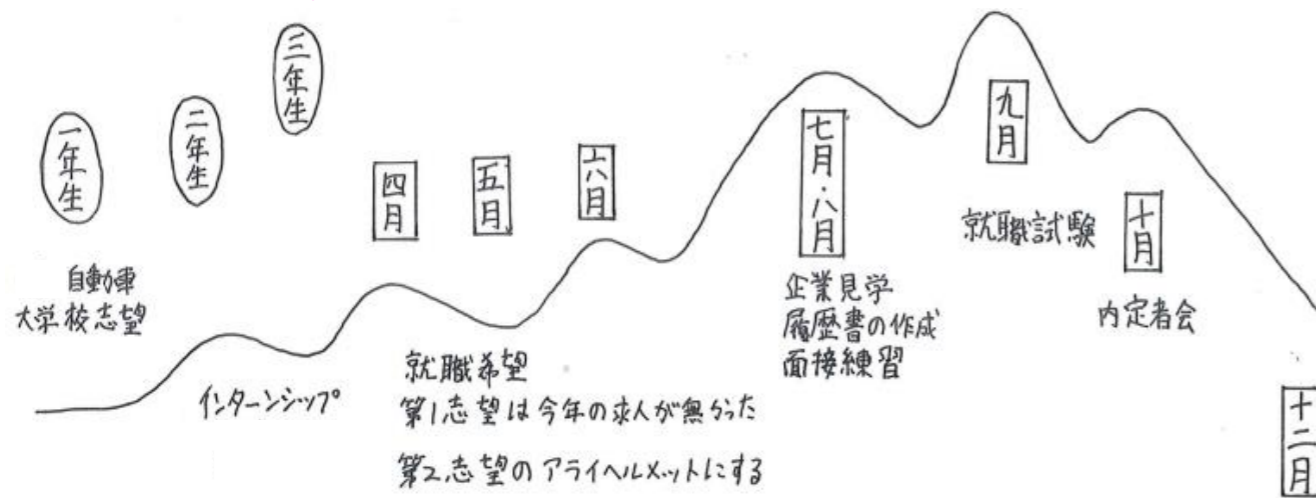 一年生
二年生
三年生
四月
五月
六月
七月・八月
九月
十月
十二月
自動車
大学校志望
インターンシップ
就職希望
第1志望は今年の求人が無かった
第2志望のアライヘルメットにする
企業見学
履歴書の作成
面接練習
就職試験
内定者会